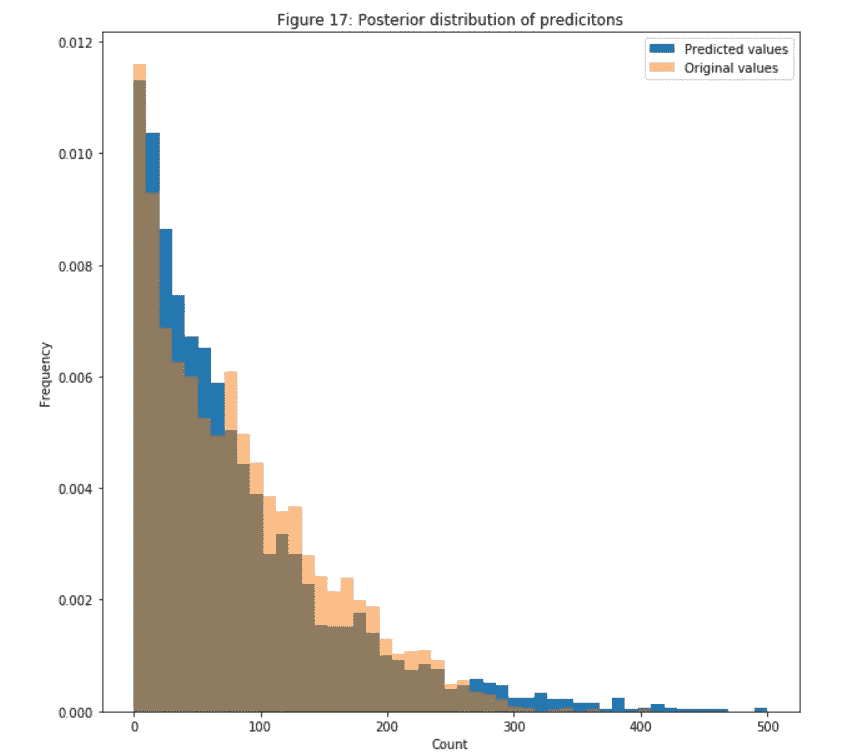 Figure 17: Posterior distribution of predicitons
Predicted values
Original values
0.012
0.010
0.008
0.006
0.004
0.002
0.000
Frequency
0 100 200 300 400 500
Count